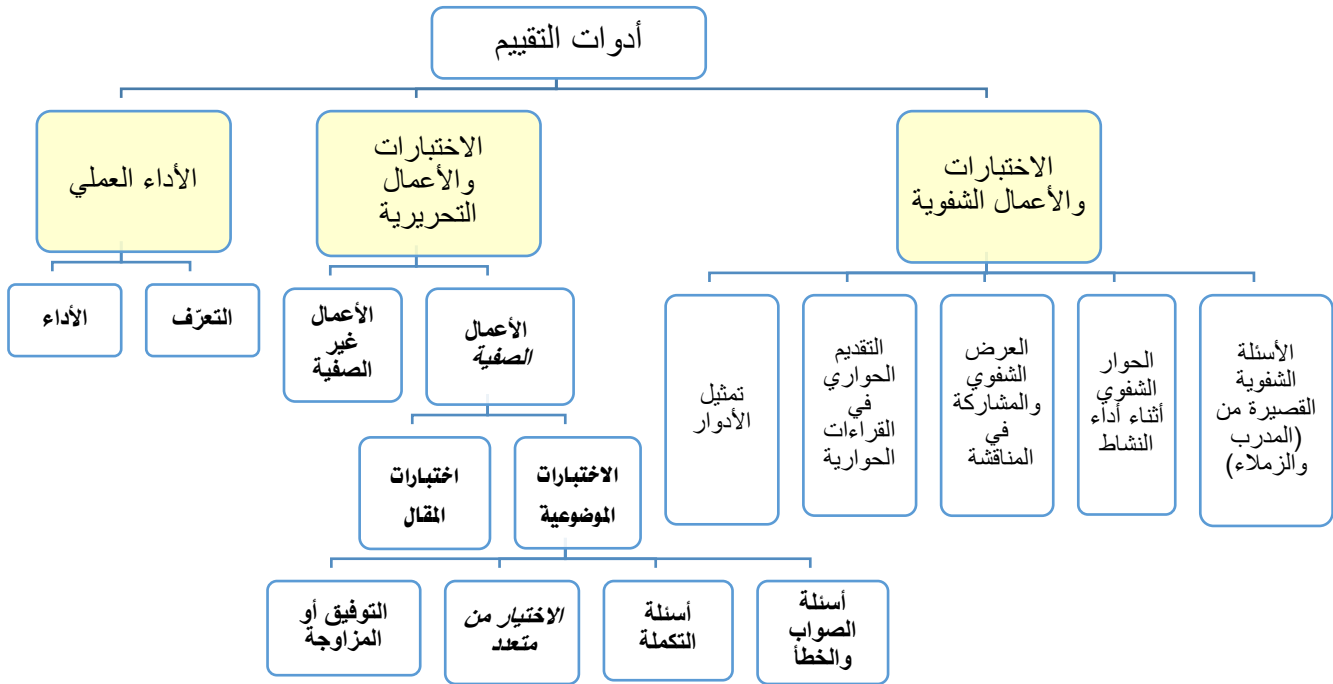 أدوات التقييم
الاختبارات
والأعمال الشفوية
الاختبارات
والأعمال
التحريرية
الأداء العملي
الأسئلة
الشفوية
القصيرة من
(المدرب
والزملاء)
الحوار
الشفوي
أثناء أداء
النشاط
العرض
الشفوي
والمشاركة
في
المناقشة
التقديم
الحواري
في
القراءات
الحوارية
تمثيل
الأدوار
الأعمال
الصفية
الأعمال
غير
الصفية
التعرّف
الأداء
الاختبارات
الموضوعية
اختبارات
المقال
أسئلة
الصواب
والخطأ
أسئلة
التكملة
الاختيار من
متعدد
التوفيق أو
المزاوجة